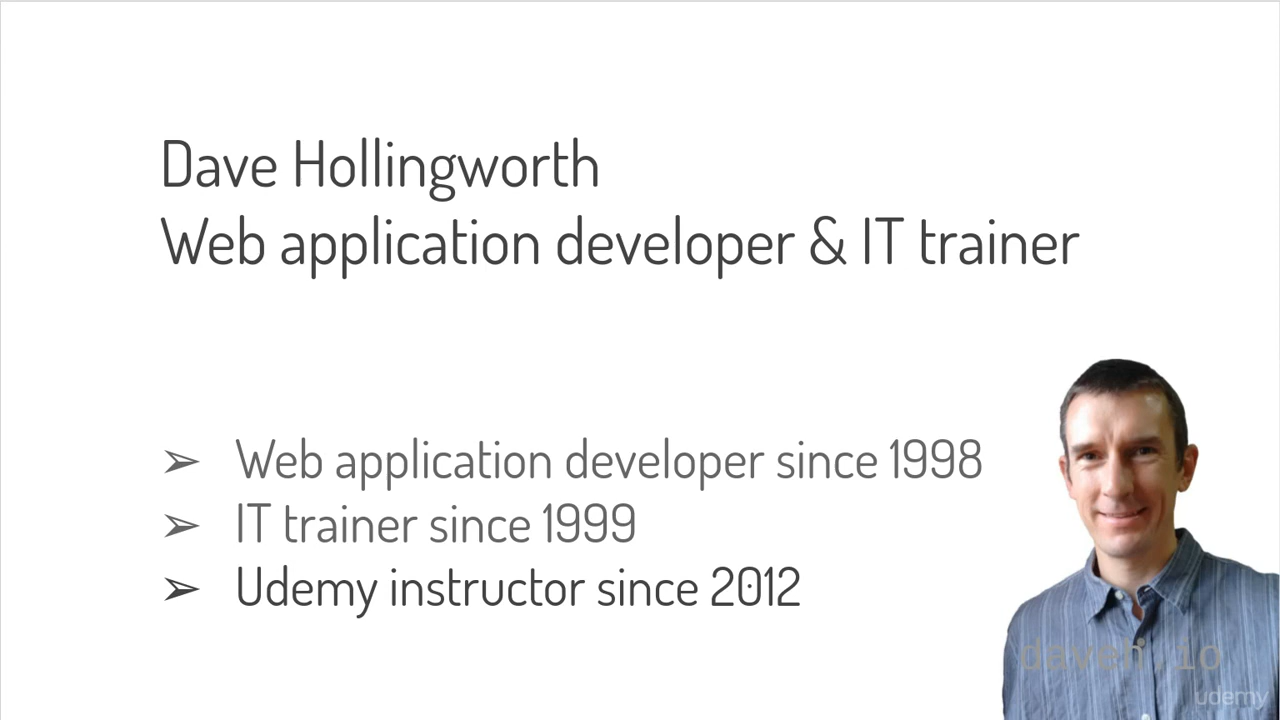 Dave Hollingworth
Web application developer & IT trainer
➢ Web application developer since 1998
➢ IT trainer since 1999
➢ Udemy instructor since 2012
daveh.io
udemy